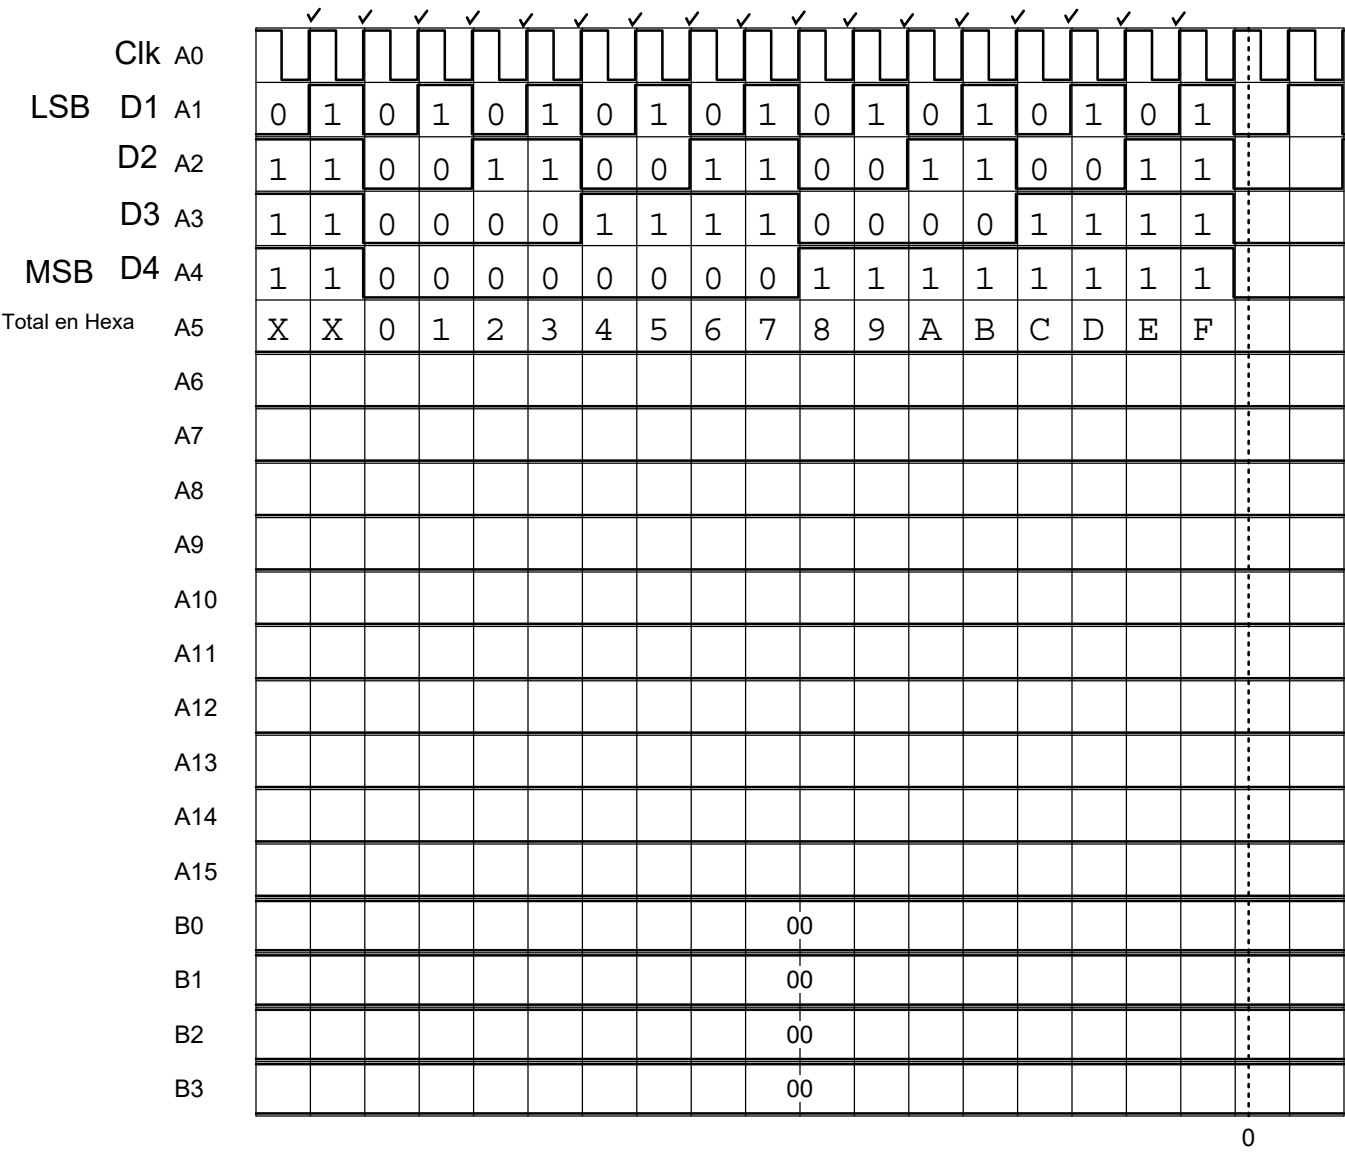 Clk A0
LSB D1 A1 0 1 0 1 0 1 0 1 0 1 0 1 0 1 0 1 0 1
D2 A2 1 1 0 0 1 1 0 0 1 1 0 0 1 1 0 0 1 1
D3 A3 1 1 0 0 0 0 1 1 1 1 0 0 0 0 1 1 1 1
MSB D4 A4 1 1 0 0 0 0 0 0 0 0 1 1 1 1 1 1 1 1
Total en Hexa A5 X X 0 1 2 3 4 5 6 7 8 9 A B C D E F
A6
A7
A8
A9
A10
A11
A12
A13
A14
A15
B0 00
B1 00
B2 00
B3 00
0